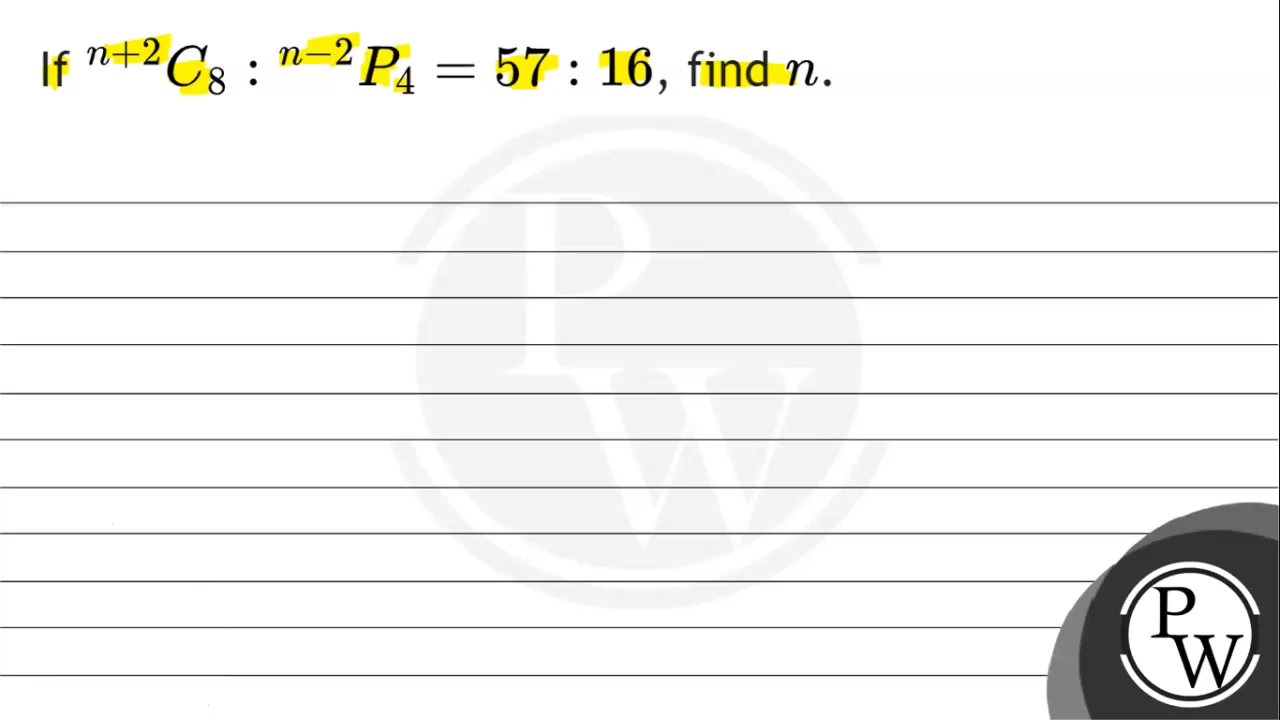 If ⁿ⁺²C₈ : ⁿ⁻²P₄ = 57 : 16, find n.
P
W
P
W